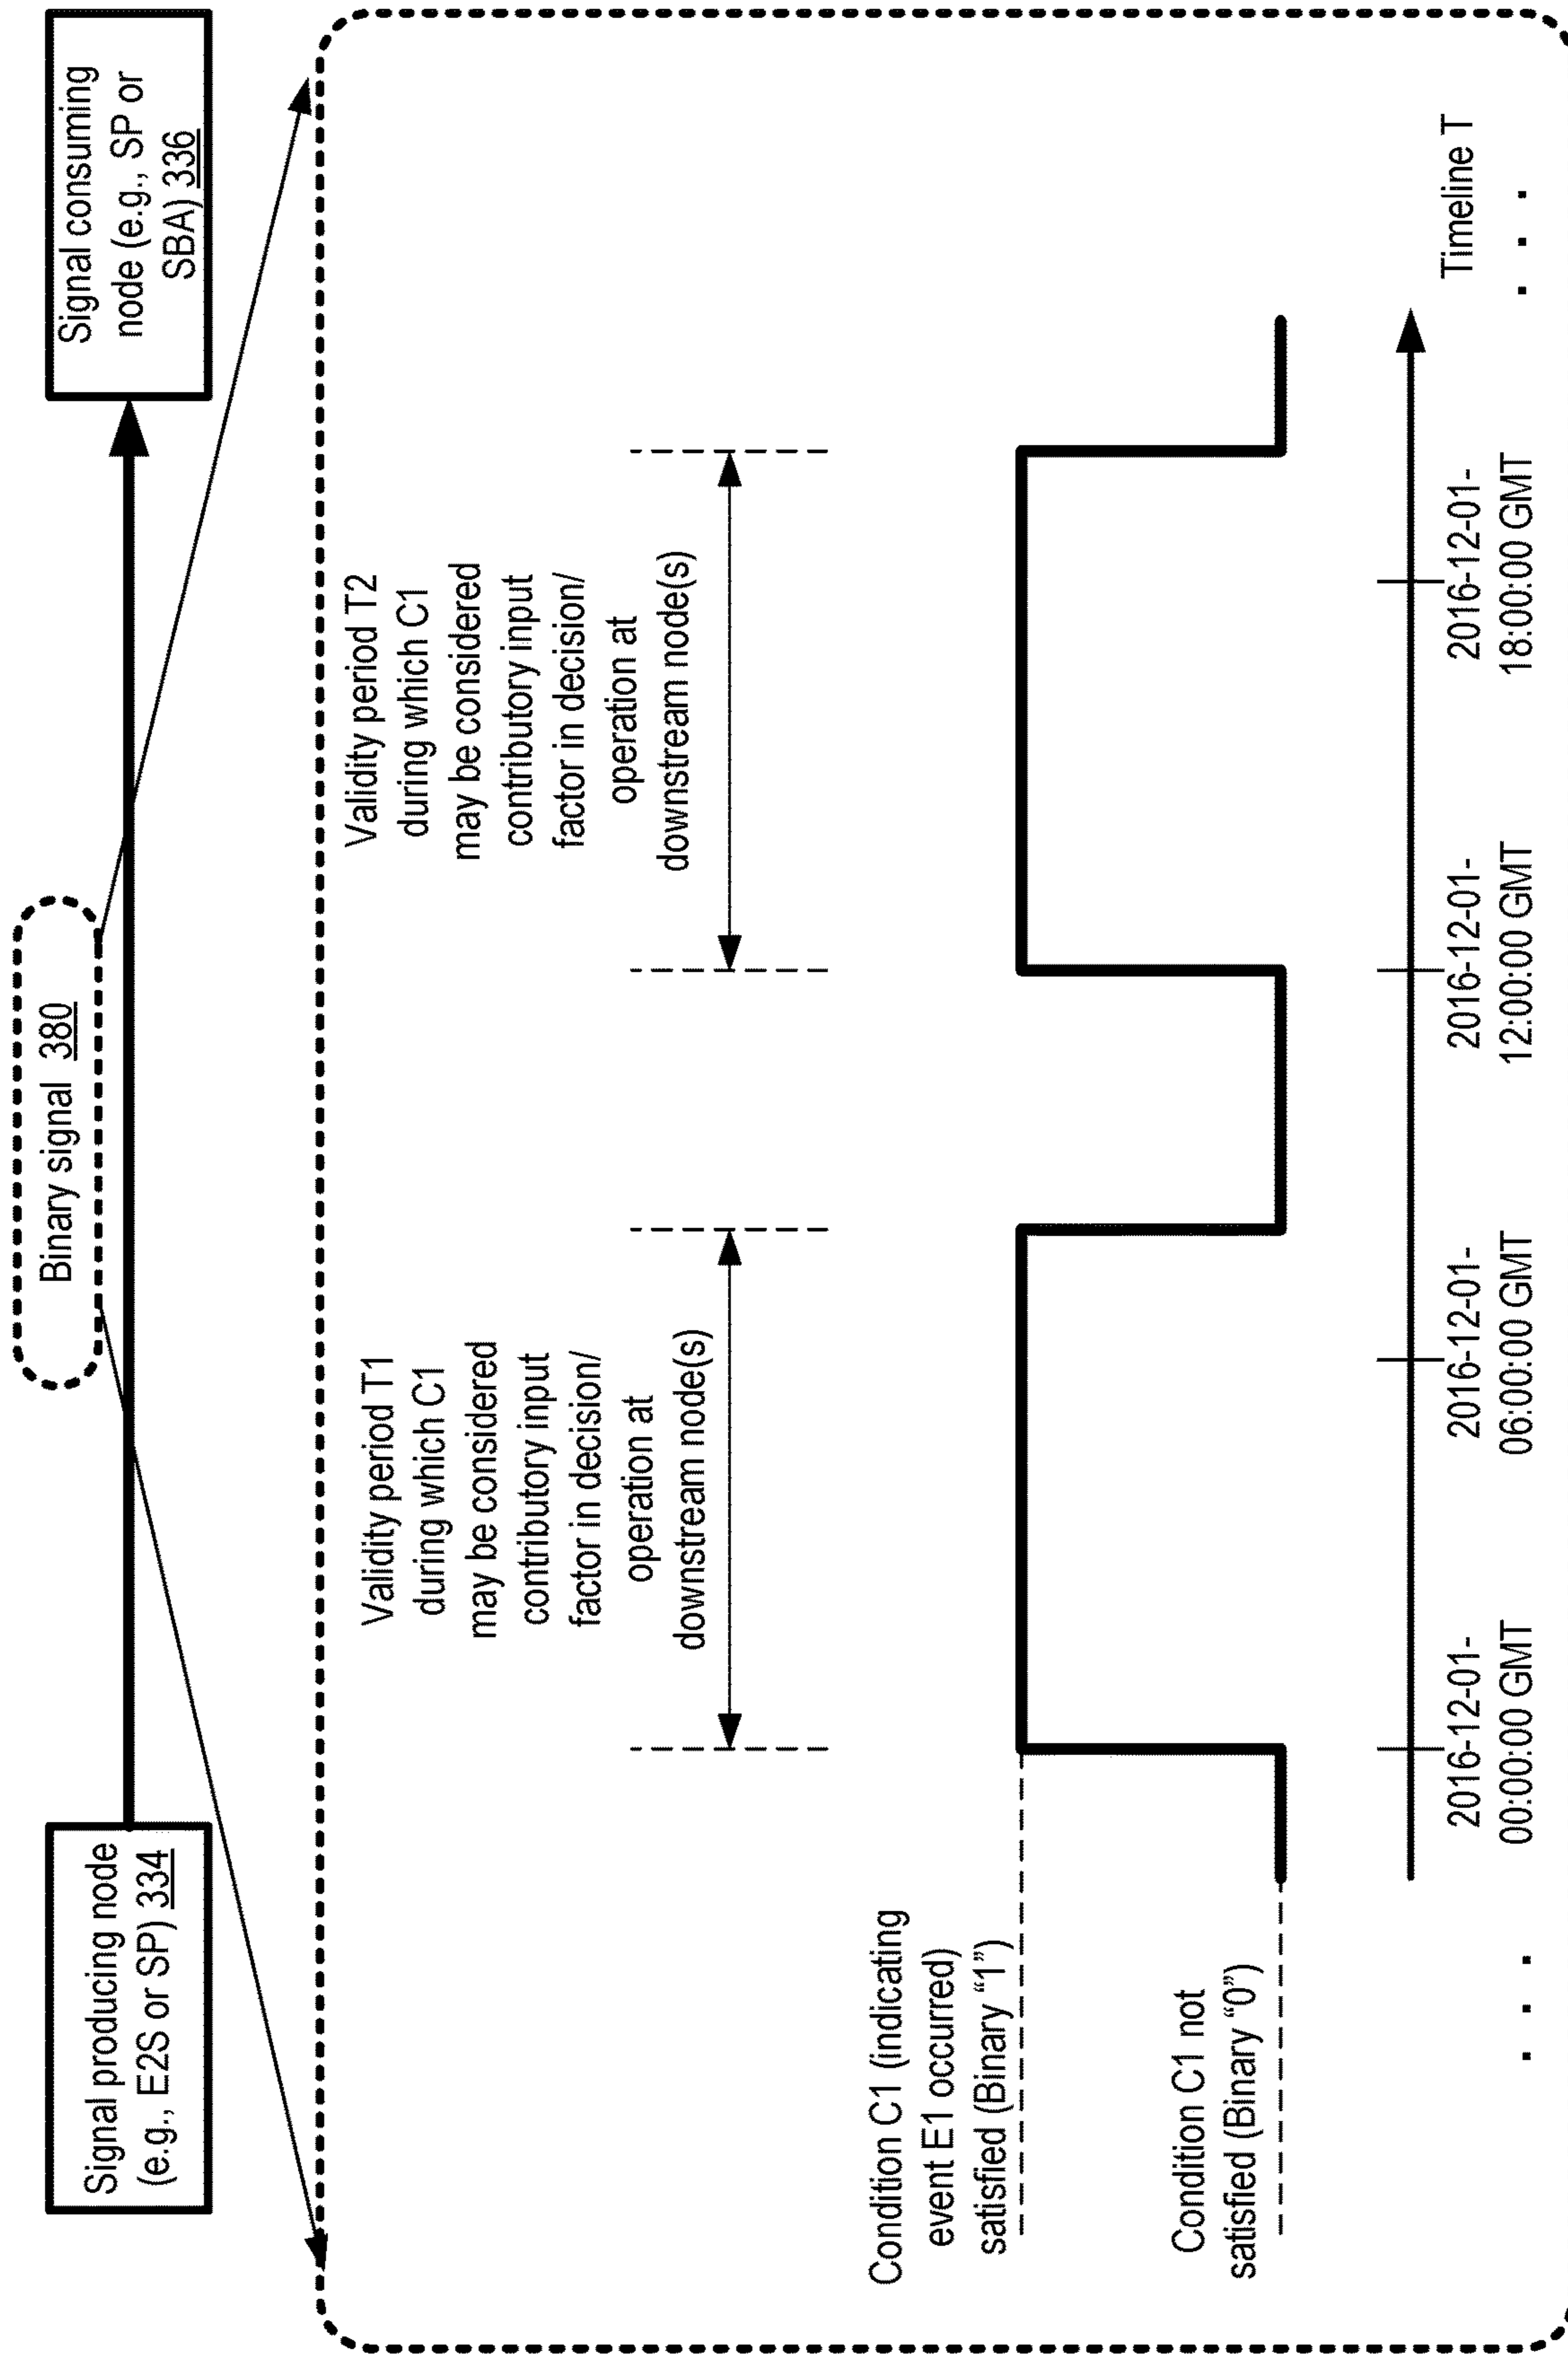 Signal producing node
(e.g., E2S or SP) 334
Binary signal 380
Signal consuming
node (e.g., SP or
SBA) 336
Validity period T1
during which C1
may be considered
contributory input
factor in decision/
operation at
downstream node(s)
Validity period T2
during which C1
may be considered
contributory input
factor in decision/
operation at
downstream node(s)
Condition C1 (indicating
event E1 occurred)
satisfied (Binary “1”)
Condition C1 not
satisfied (Binary “0”)
. . .
2016-12-01-
00:00:00 GMT
2016-12-01-
06:00:00 GMT
2016-12-01-
12:00:00 GMT
2016-12-01-
18:00:00 GMT
Timeline T
. . .